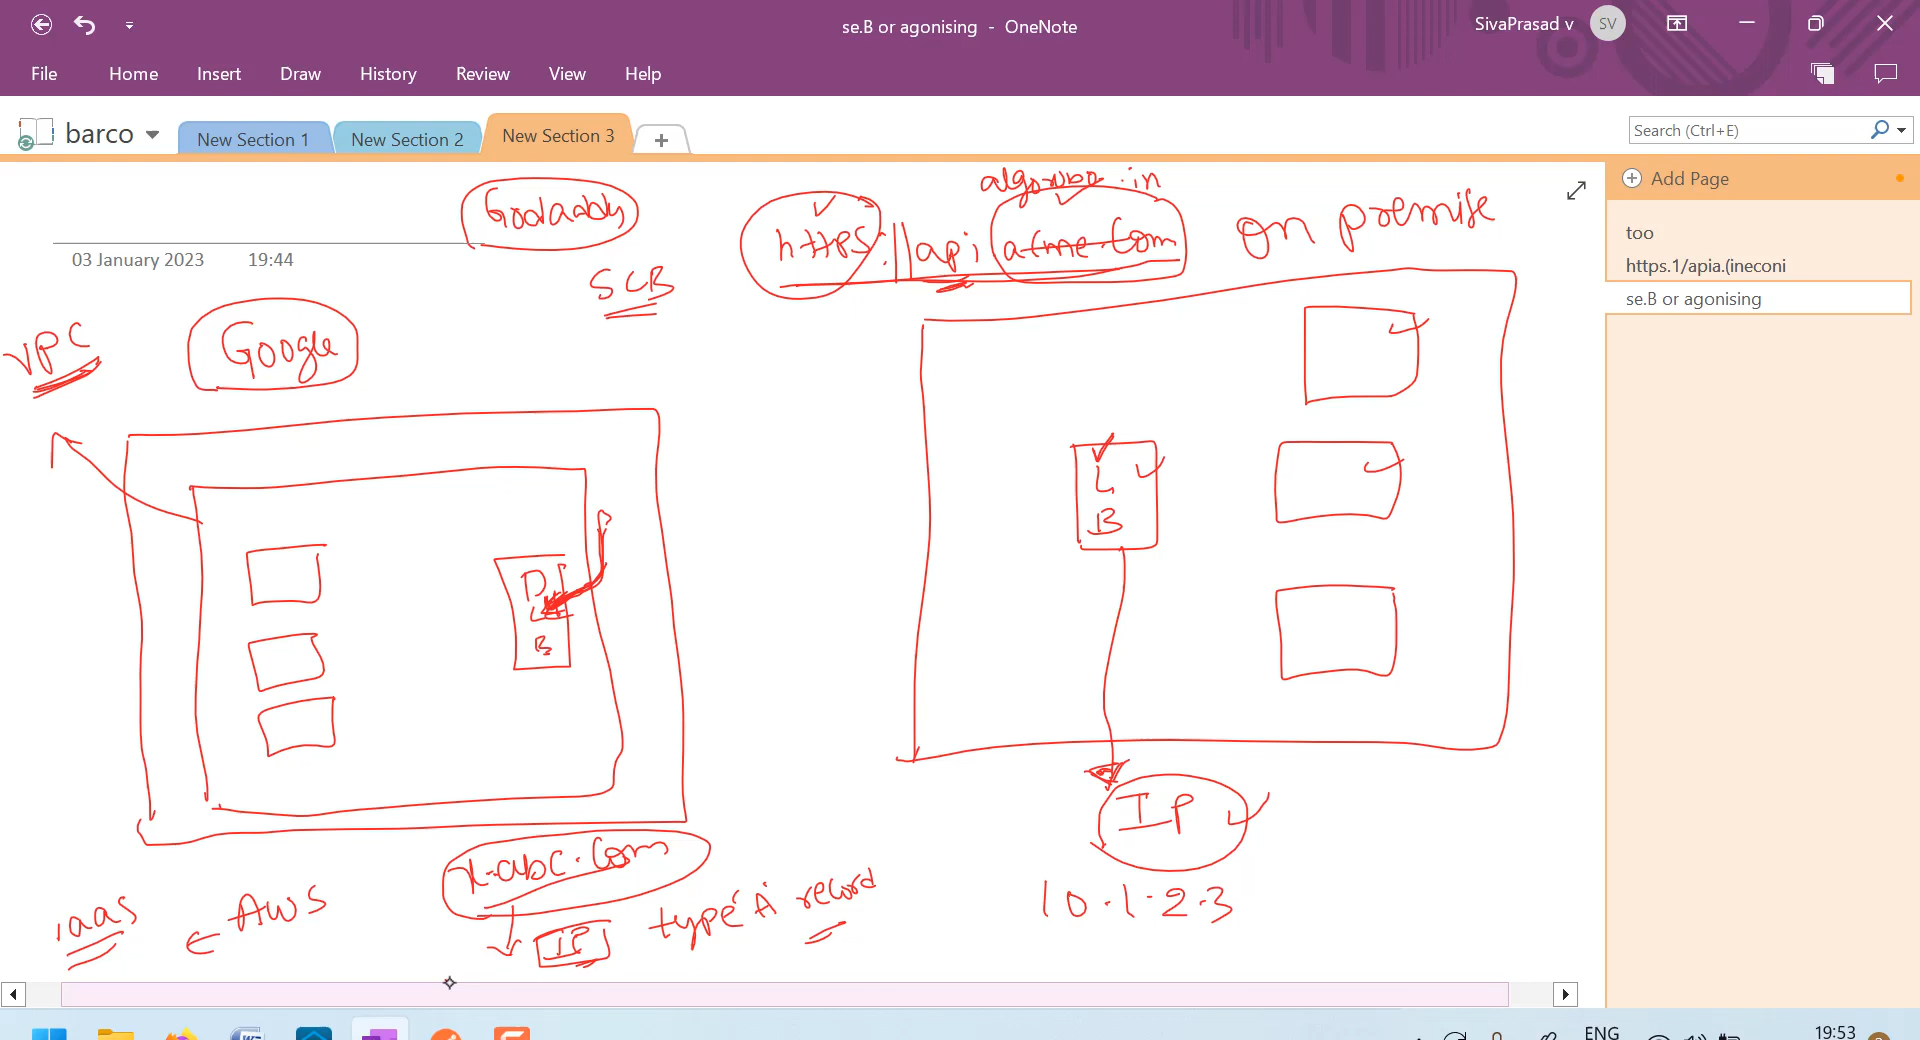 se.B or agonising - OneNote
SivaPrasad v
SV
File Home Insert Draw History Review View Help
barco
New Section 1
New Section 2
New Section 3
Search (Ctrl+E)
Add Page
too
https.1/apia.(ineconi
se.B or agonising
03 January 2023 19:44
Godaddy
SCB
https://api acme.com
.in
on premise
VPC
Google
L
B
D
L
B
IP
10.1.2.3
x.abc.com
IP
type A record
AWS
iaas
ENG
19:53